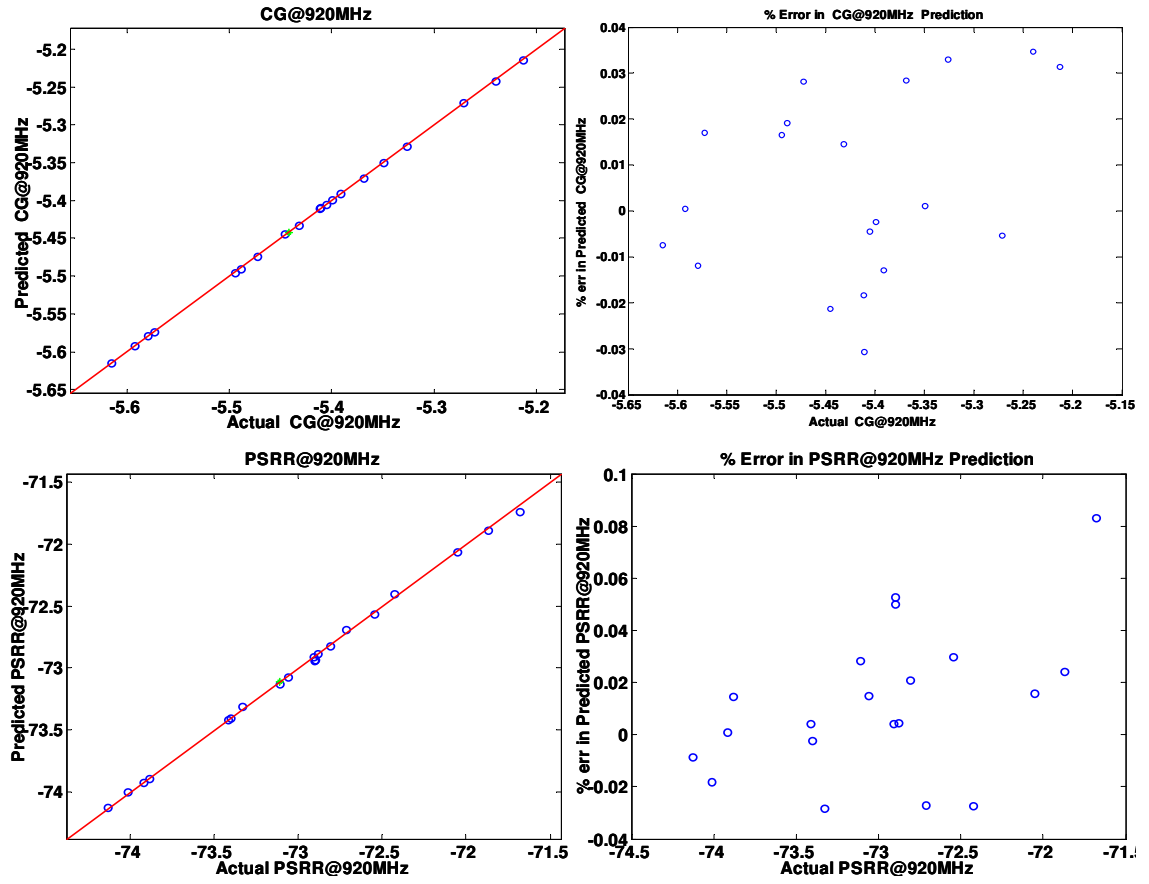 CG@920MHz
-5.2
-5.25
-5.3
-5.35
-5.4
-5.45
-5.5
-5.55
-5.6
-5.65
Predicted CG@920MHz
-5.6 -5.5 -5.4 -5.3 -5.2
Actual CG@920MHz
% Error in CG@920MHz Prediction
0.04
0.03
0.02
0.01
0
-0.01
-0.02
-0.03
-0.04
% err in Predicted CG@920MHz
-5.65 -5.6 -5.55 -5.5 -5.45 -5.4 -5.35 -5.3 -5.25 -5.2 -5.15
Actual CG@920MHz
PSRR@920MHz
-71.5
-72
-72.5
-73
-73.5
-74
Predicted PSRR@920MHz
-74 -73.5 -73 -72.5 -72 -71.5
Actual PSRR@920MHz
% Error in PSRR@920MHz Prediction
0.1
0.08
0.06
0.04
0.02
0
-0.02
-0.04
% err in Predicted PSRR@920MHz
-74.5 -74 -73.5 -73 -72.5 -72 -71.5
Actual PSRR@920MHz